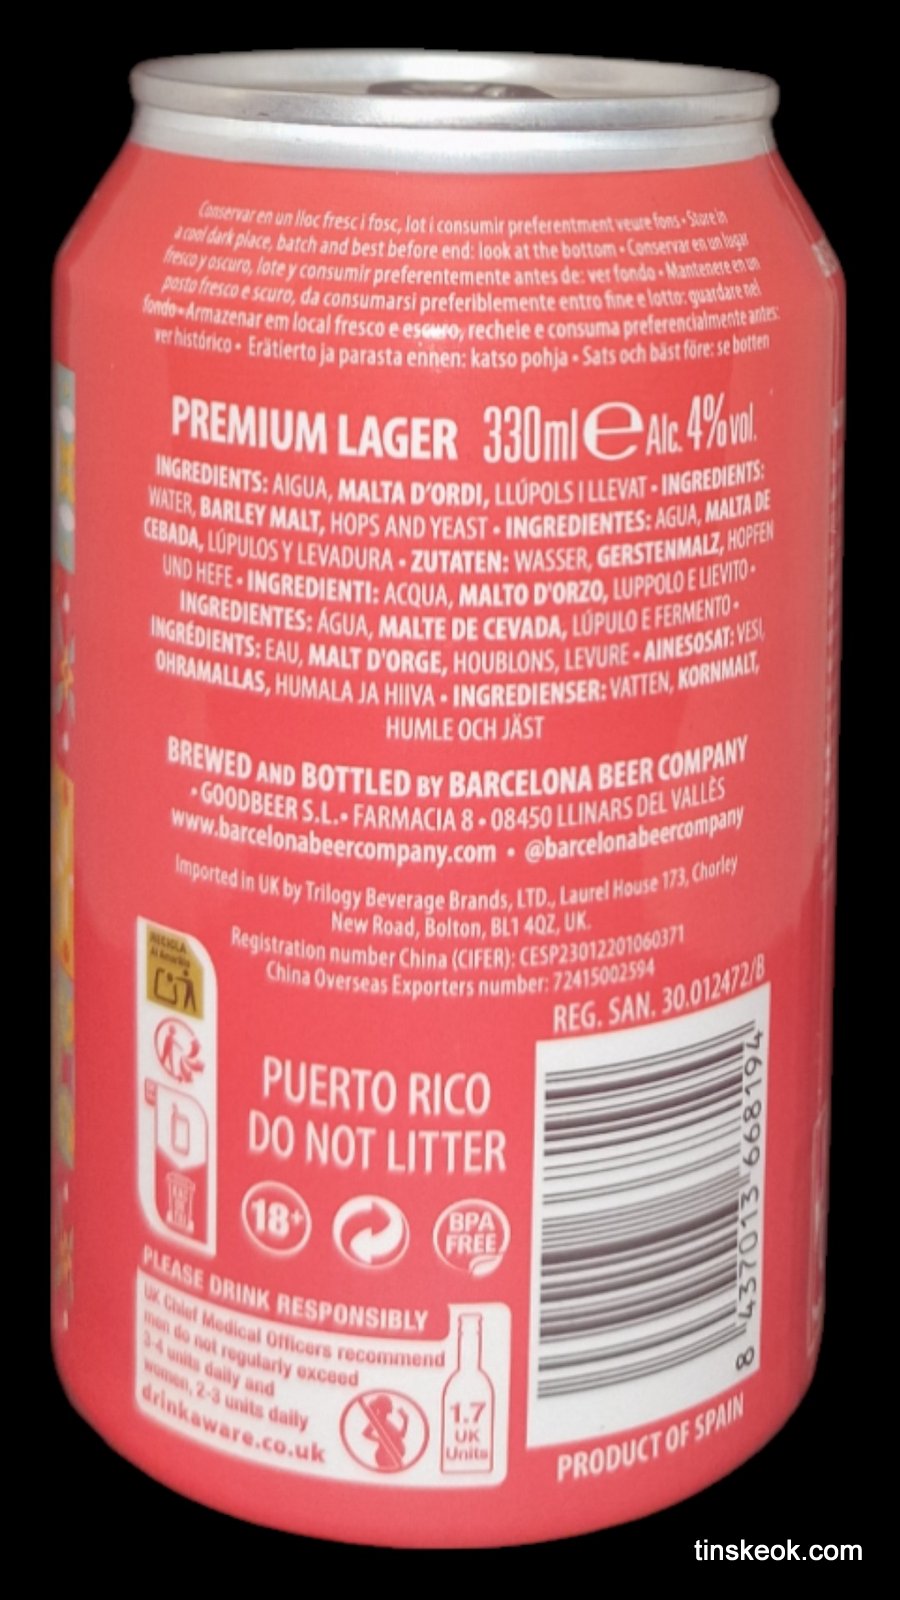 Conservar en un lloc fresc i fosc, lot i consumir preferentment veure fons • Store in
a cool dark place, batch and best before end: look at the bottom • Conservar en un lugar
fresco y oscuro, lote y consumir preferentemente antes de: ver fondo • Mantenere en un
posto fresco e scuro, da consumarsi preferiblemente entro fine e lotto: guardare nel
fondo • Armazenar em local fresco e escuro, recheie e consuma preferencialmente antes:
ver histórico • Erätierto ja parasta ennen: katso pohja • Sats och bäst före: se botten
PREMIUM LAGER 330ml e Alc. 4% vol.
INGREDIENTS: AIGUA, MALTA D'ORDI, LLÚPOLS I LLEVAT • INGREDIENTS:
WATER, BARLEY MALT, HOPS AND YEAST • INGREDIENTES: AGUA, MALTA DE
CEBADA, LÚPULOS Y LEVADURA • ZUTATEN: WASSER, GERSTENMALZ, HOPFEN
UND HEFE • INGREDIENTI: ACQUA, MALTO D'ORZO, LUPPOLO E LIEVITO •
INGREDIENTES: ÁGUA, MALTE DE CEVADA, LÚPULO E FERMENTO •
INGRÉDIENTS: EAU, MALT D'ORGE, HOUBLONS, LEVURE • AINESOSAT: VESI,
OHRAMALLAS, HUMALA JA HIIVA • INGREDIENSER: VATTEN, KORNMALT,
HUMLE OCH JÄST
BREWED AND BOTTLED BY BARCELONA BEER COMPANY
• GOODBEER S.L. • FARMACIA 8 • 08450 LLINARS DEL VALLÈS
www.barcelonabeercompany.com • @barcelonabeercompany
Imported in UK by Trilogy Beverage Brands, LTD., Laurel House 173, Chorley
New Road, Bolton, BL1 4QZ, UK.
Registration number China (CIFER): CESP23012201060371
China Overseas Exporters number: 72415002594
REG. SAN. 30.012472/B
RECICLA
Al Amarillo
PUERTO RICO
DO NOT LITTER
18+
BPA
FREE
8 437013 668194
PLEASE DRINK RESPONSIBLY
UK Chief Medical Officers recommend
men do not regularly exceed
3-4 units daily and
women, 2-3 units daily
drinkaware.co.uk
1.7
UK
Units
PRODUCT OF SPAIN
tinskeok.com